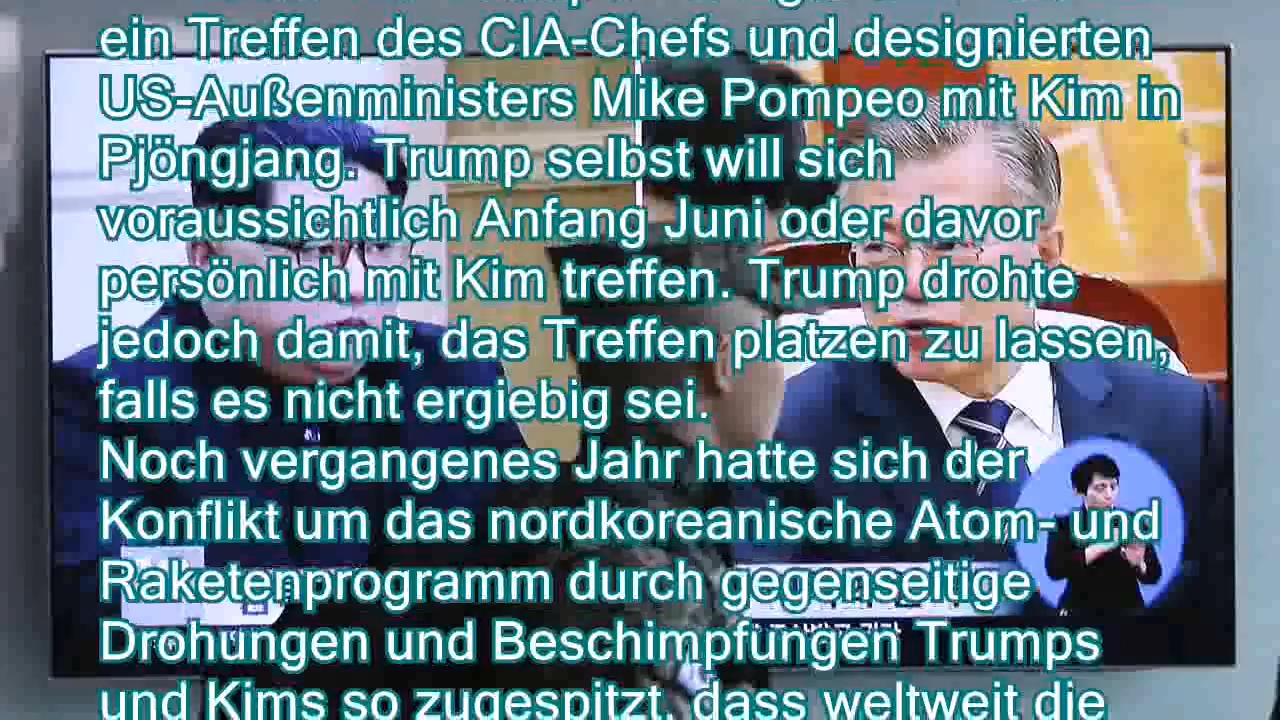 ein Treffen des CIA-Chefs und designierten
US-Außenministers Mike Pompeo mit Kim in
Pjöngjang. Trump selbst will sich
voraussichtlich Anfang Juni oder davor
persönlich mit Kim treffen. Trump drohte
jedoch damit, das Treffen platzen zu lassen,
falls es nicht ergiebig sei.
Noch vergangenes Jahr hatte sich der
Konflikt um das nordkoreanische Atom- und
Raketenprogramm durch gegenseitige
Drohungen und Beschimpfungen Trumps
und Kims so zugespitzt, dass weltweit die